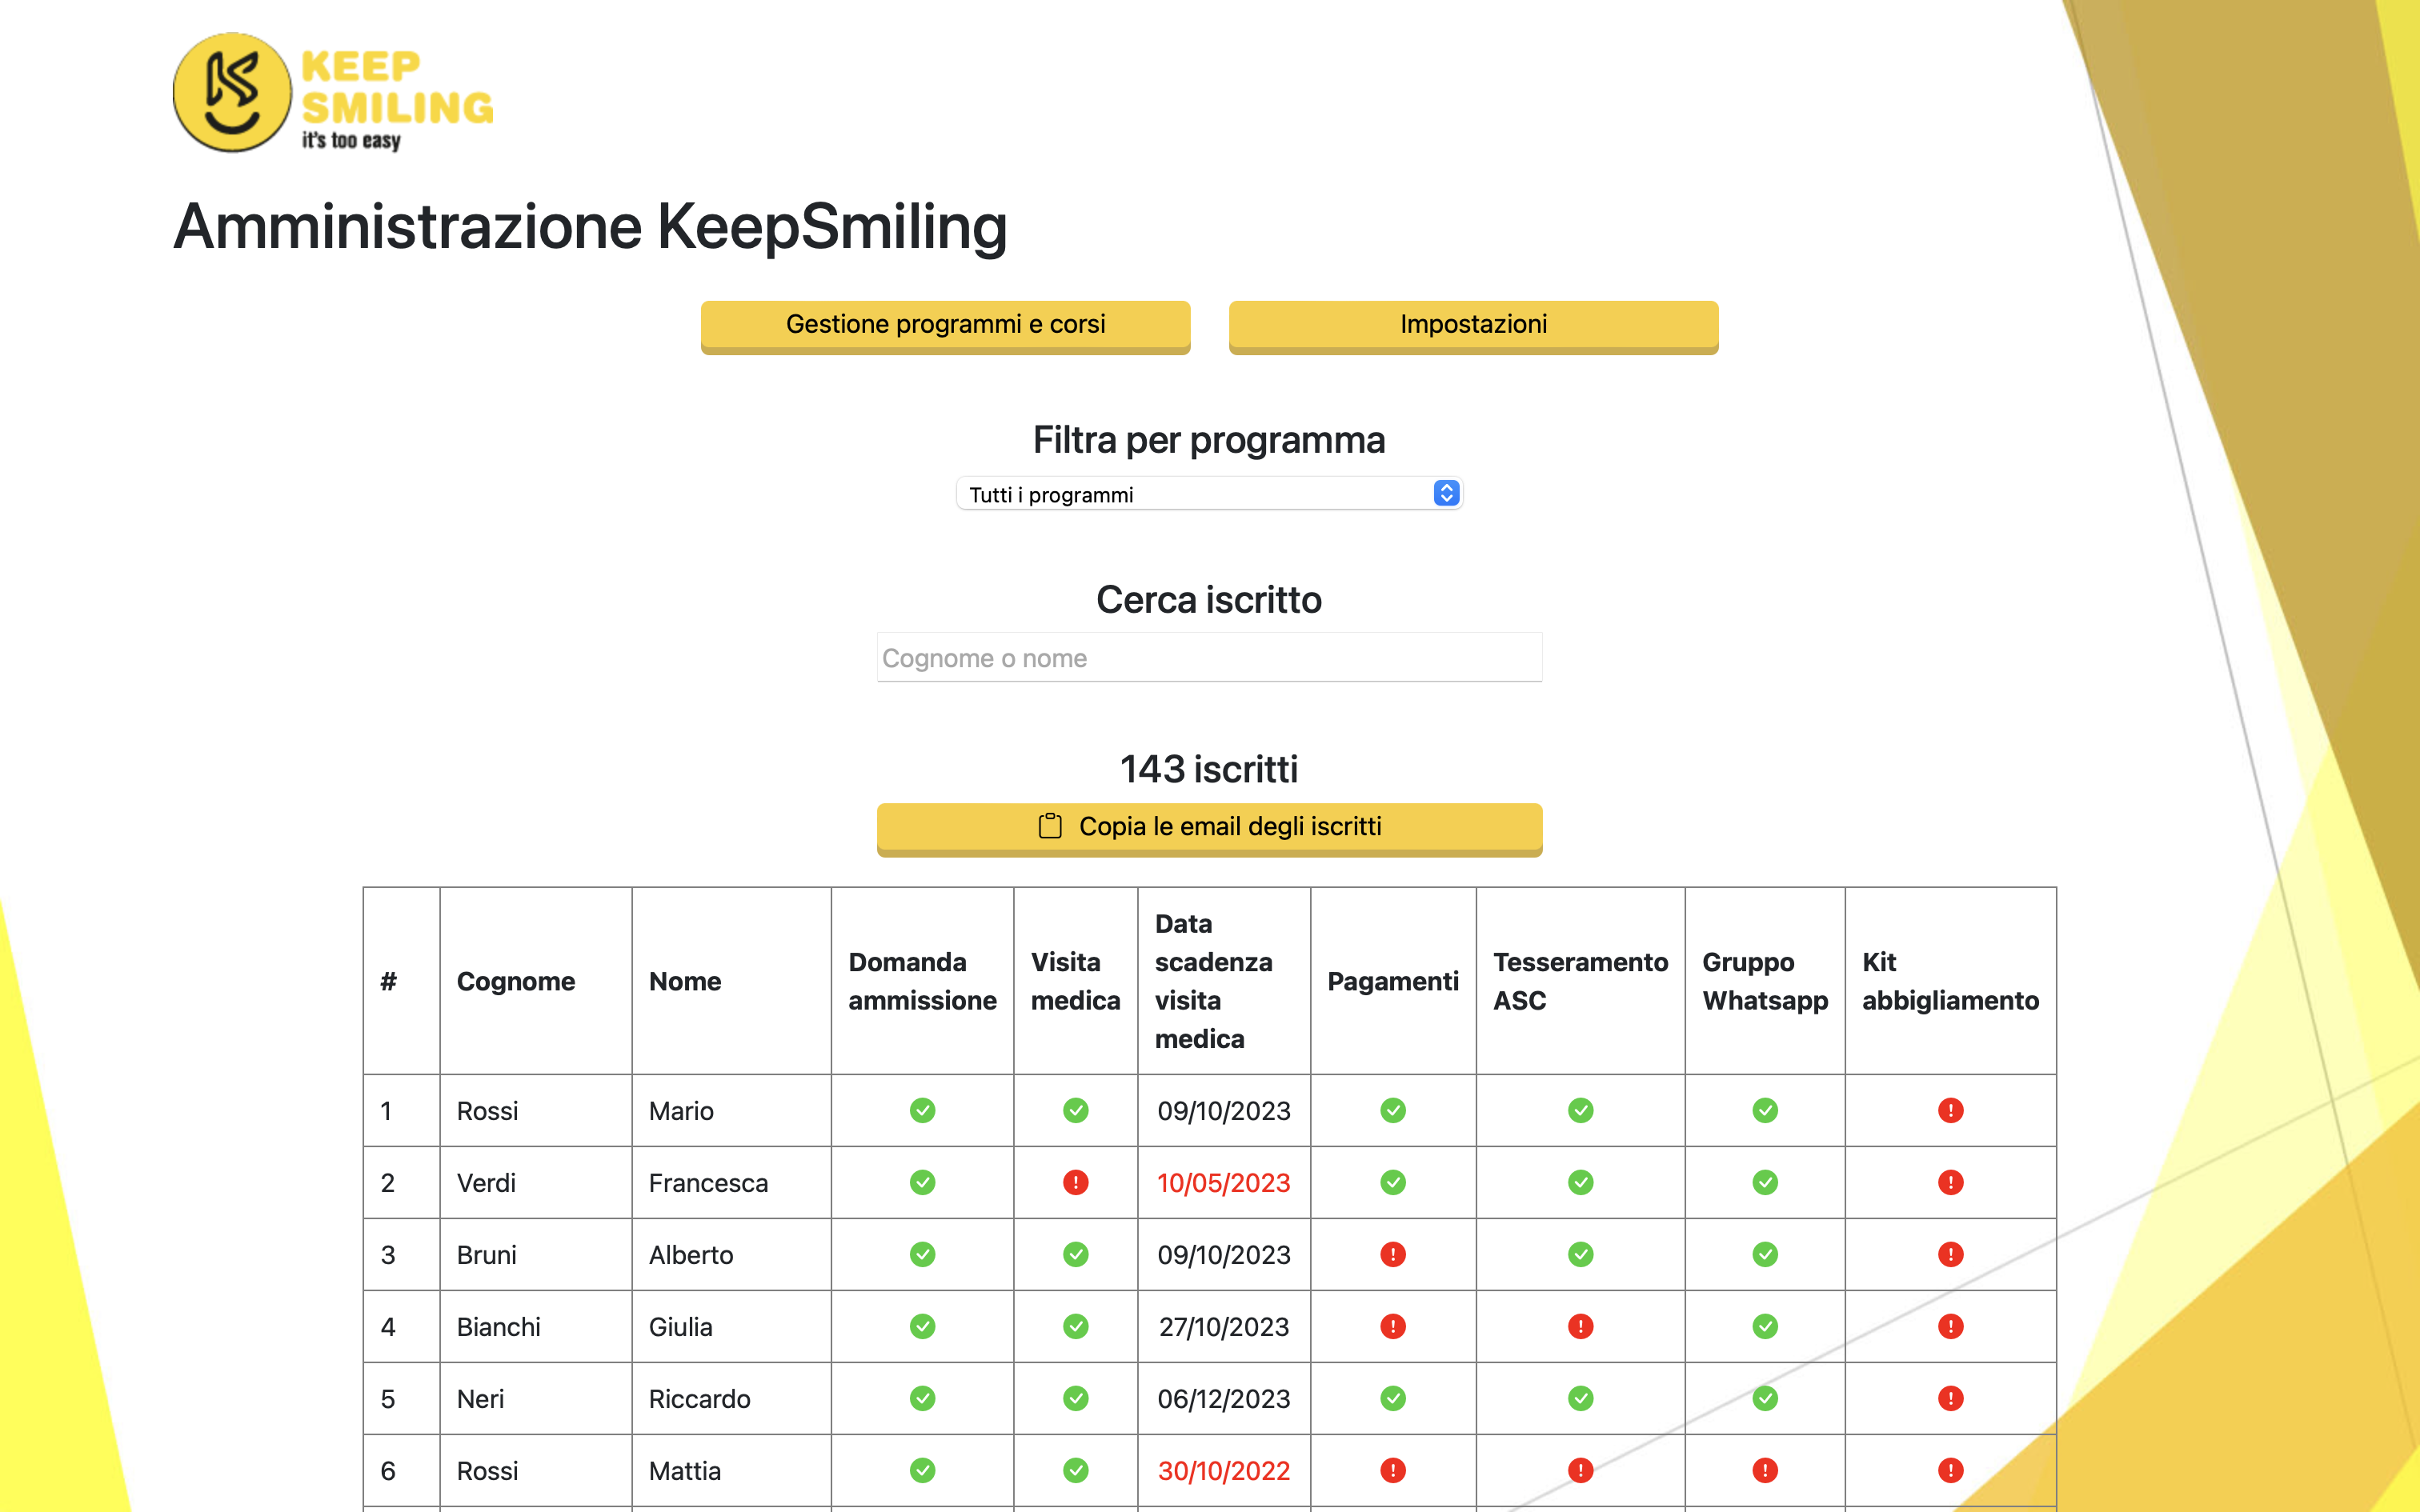 KEEP
SMILING
it's too easy
Amministrazione KeepSmiling
Gestione programmi e corsi
Impostazioni
Filtra per programma
Tutti i programmi
Cerca iscritto
Cognome o nome
143 iscritti
Copia le email degli iscritti
# Cognome Nome Domanda ammissione Visita medica Data scadenza visita medica Pagamenti Tesseramento ASC Gruppo Whatsapp Kit abbigliamento
1 Rossi Mario 09/10/2023
2 Verdi Francesca 10/05/2023
3 Bruni Alberto 09/10/2023
4 Bianchi Giulia 27/10/2023
5 Neri Riccardo 06/12/2023
6 Rossi Mattia 30/10/2022